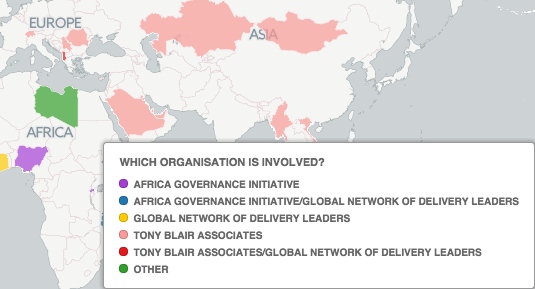 EUROPE
ASIA
AFRICA
WHICH ORGANISATION IS INVOLVED?
AFRICA GOVERNANCE INITIATIVE
AFRICA GOVERNANCE INITIATIVE/GLOBAL NETWORK OF DELIVERY LEADERS
GLOBAL NETWORK OF DELIVERY LEADERS
TONY BLAIR ASSOCIATES
TONY BLAIR ASSOCIATES/GLOBAL NETWORK OF DELIVERY LEADERS
OTHER